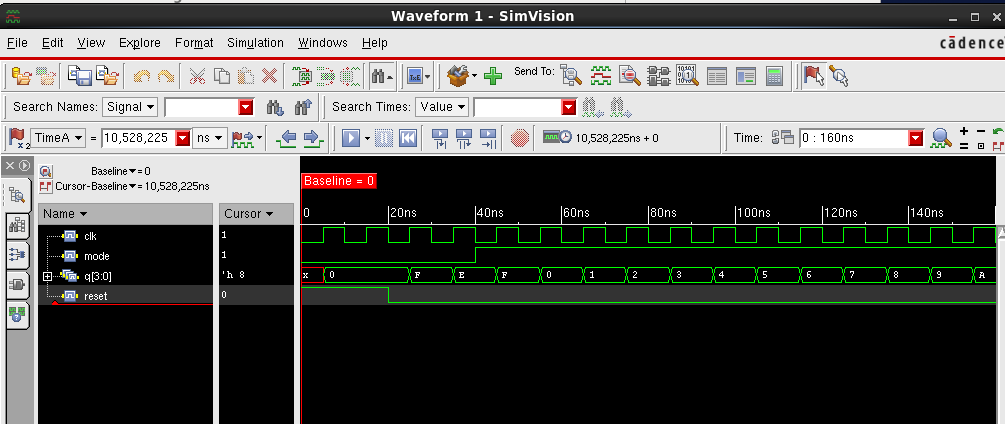 Waveform 1 - SimVision
File Edit View Explore Format Simulation Windows Help cādence
Send To:
Search Names: Signal Search Times: Value
x2 TimeA = 10,528,225 ns 10,528,225ns + 0 Time: 0 : 160ns
Baseline = 0
Cursor-Baseline = 10,528,225ns
Baseline = 0
Name Cursor 0 20ns 40ns 60ns 80ns 100ns 120ns 140ns
clk 1
mode 1
q[3:0] 'h 8 x 0 F E F 0 1 2 3 4 5 6 7 8 9 A
reset 0